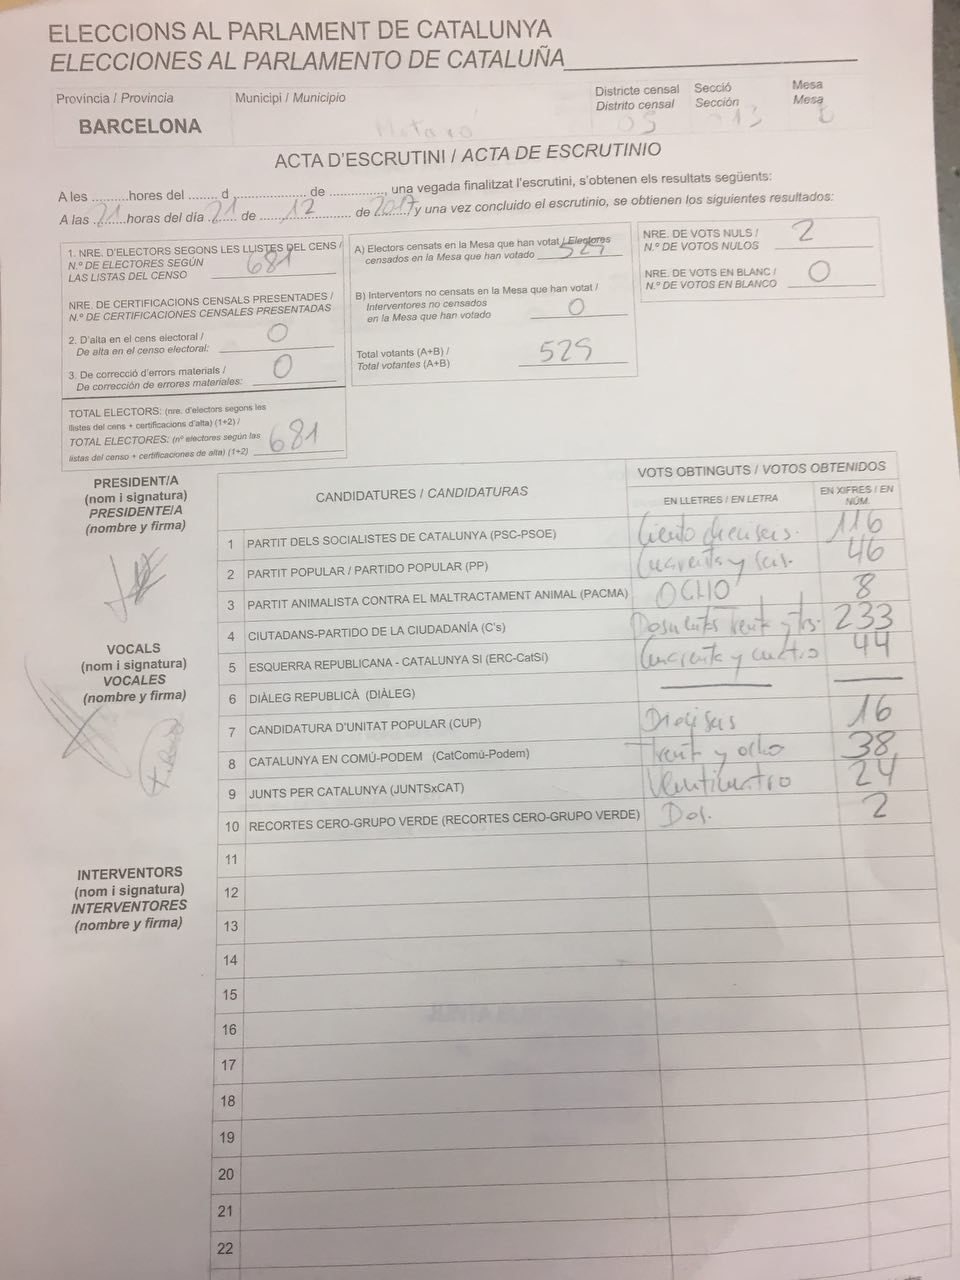 ELECCIONS AL PARLAMENT DE CATALUNYA
ELECCIONES AL PARLAMENTO DE CATALUÑA
Provincia / Provincia
BARCELONA
Municipi / Municipio
Mataró
Districte censal
Distrito censal
03
Secció
Sección
013
Mesa
Mesa
ACTA D'ESCRUTINI / ACTA DE ESCRUTINIO
A les .........hores del ....... d .................. de .............., una vegada finalitzat l'escrutini, s'obtenen els resultats següents:
A las 21 horas del día 21 de 12 de 2017 y una vez concluido el escrutinio, se obtienen los siguientes resultados:
1. NRE. D'ELECTORS SEGONS LES LLISTES DEL CENS /
N.º DE ELECTORES SEGÚN
LAS LISTAS DEL CENSO 681
NRE. DE CERTIFICACIONS CENSALS PRESENTADES /
N.º DE CERTIFICACIONES CENSALES PRESENTADAS
2. D'alta en el cens electoral /
De alta en el censo electoral: 0
3. De correcció d'errors materials /
De corrección de errores materiales: 0
TOTAL ELECTORS: (nre. d'electors segons les
llistes del cens + certificacions d'alta) (1+2) /
TOTAL ELECTORES: (nº electores según las
listas del censo + certificaciones de alta) (1+2) 681
A) Electors censats en la Mesa que han votat / Electores
censados en la Mesa que han votado 529
B) Interventors no censats en la Mesa que han votat /
Interventores no censados
en la Mesa que han votado 0
Total votants (A+B) /
Total votantes (A+B) 529
NRE. DE VOTS NULS /
N.º DE VOTOS NULOS 2
NRE. DE VOTS EN BLANC /
N.º DE VOTOS EN BLANCO 0
PRESIDENT/A
(nom i signatura)
PRESIDENTE/A
(nombre y firma)
VOCALS
(nom i signatura)
VOCALES
(nombre y firma)
INTERVENTORS
(nom i signatura)
INTERVENTORES
(nombre y firma)
CANDIDATURES / CANDIDATURAS
VOTS OBTINGUTS / VOTOS OBTENIDOS
EN LLETRES / EN LETRA
EN XIFRES / EN NÚM.
1 PARTIT DELS SOCIALISTES DE CATALUNYA (PSC-PSOE) Ciento dieciseis. 116
2 PARTIT POPULAR / PARTIDO POPULAR (PP) Cuarenta y seis. 46
3 PARTIT ANIMALISTA CONTRA EL MALTRACTAMENT ANIMAL (PACMA) OCHO 8
4 CIUTADANS-PARTIDO DE LA CIUDADANÍA (C's) Doscientos treinta y tres. 233
5 ESQUERRA REPUBLICANA - CATALUNYA SI (ERC-CatSí) Cuarenta y cuatro 44
6 DIÀLEG REPUBLICÀ (DIÀLEG)
7 CANDIDATURA D'UNITAT POPULAR (CUP) Dieciseis 16
8 CATALUNYA EN COMÚ-PODEM (CatComú-Podem) Treinta y ocho 38
9 JUNTS PER CATALUNYA (JUNTSxCAT) Venticuatro 24
10 RECORTES CERO-GRUPO VERDE (RECORTES CERO-GRUPO VERDE) Dos. 2
11
12
13
14
15
16
17
18
19
20
21
22